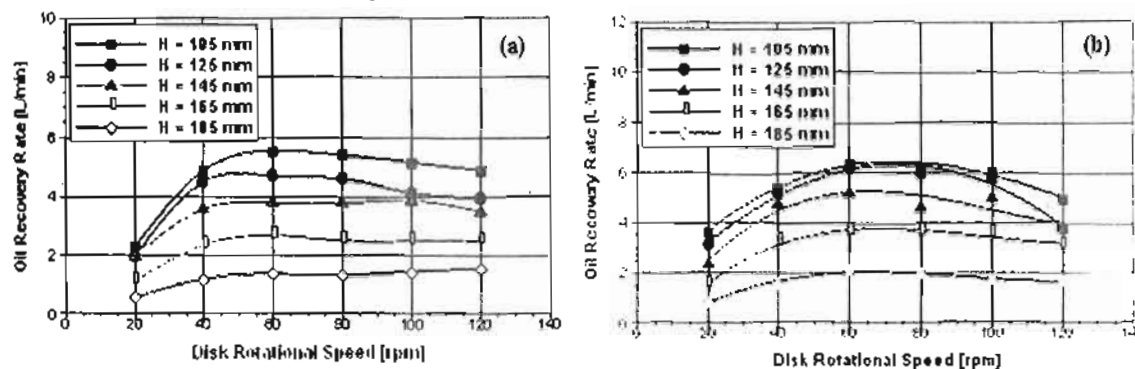 (a)
H = 105 mm
H = 125 mm
H = 145 mm
H = 165 mm
H = 185 mm
Oil Recovery Rate [L/min]
10
8
6
4
2
0
0 20 40 60 80 100 120 140
Disk Rotational Speed [rpm]
(b)
H = 105 mm
H = 125 mm
H = 145 mm
H = 165 mm
H = 185 mm
Oil Recovery Rate [L/min]
12
10
8
6
4
2
0
0 20 40 60 80 100 120 140
Disk Rotational Speed [rpm]